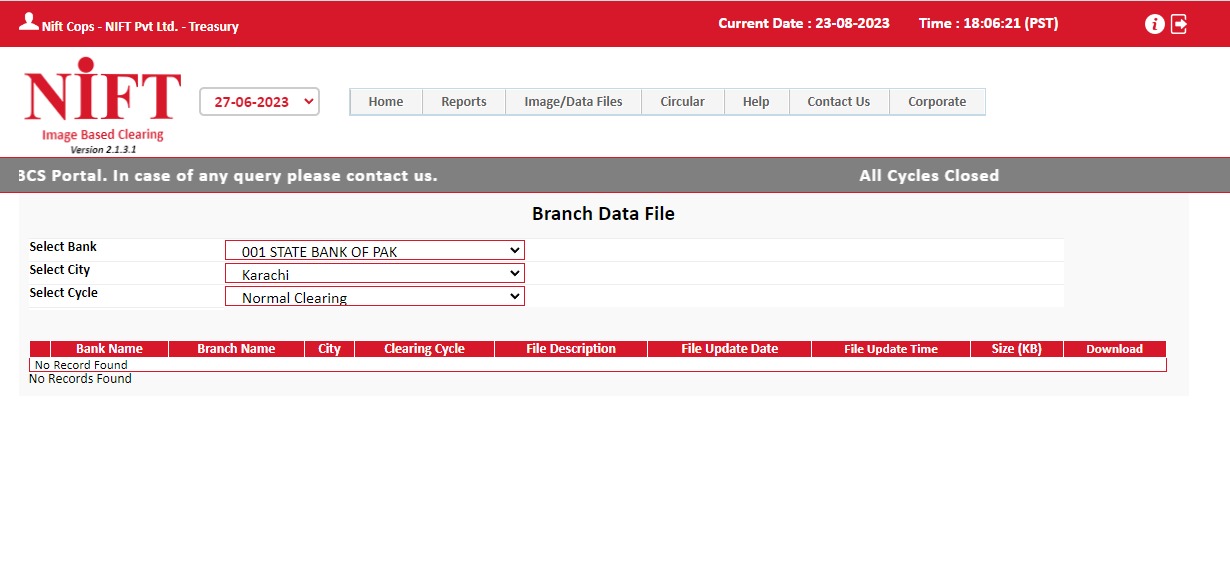 Nift Cops - NIFT Pvt Ltd. - Treasury
Current Date : 23-08-2023 Time : 18:06:21 (PST)
NIFT
Image Based Clearing
Version 2.1.3.1
27-06-2023
Home Reports Image/Data Files Circular Help Contact Us Corporate
BCS Portal. In case of any query please contact us. All Cycles Closed
Branch Data File
Select Bank 001 STATE BANK OF PAK
Select City Karachi
Select Cycle Normal Clearing
Bank Name Branch Name City Clearing Cycle File Description File Update Date File Update Time Size (KB) Download
No Record Found
No Records Found